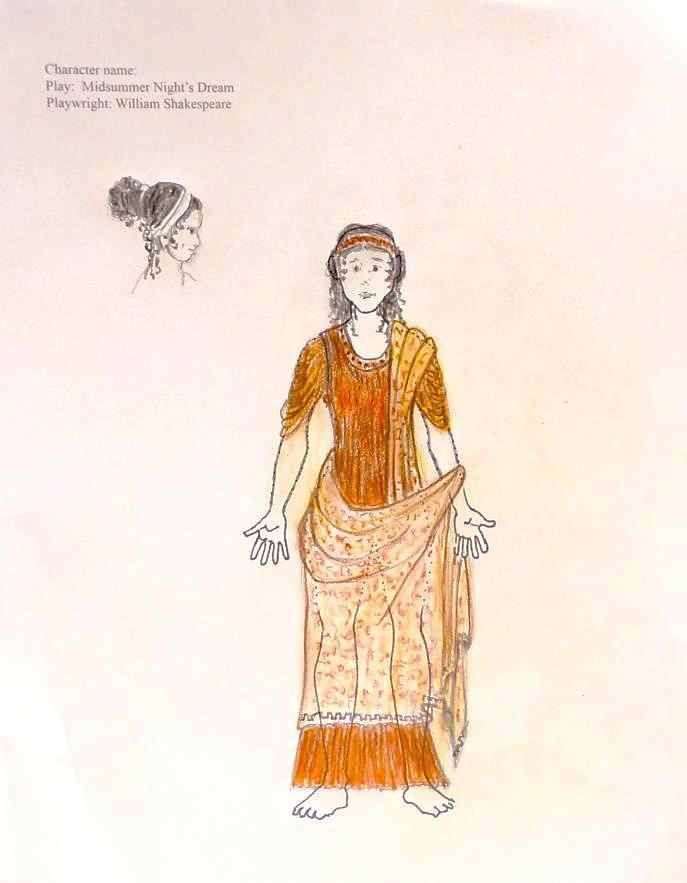 Character name:
Play: Midsummer Night's Dream
Playwright: William Shakespeare